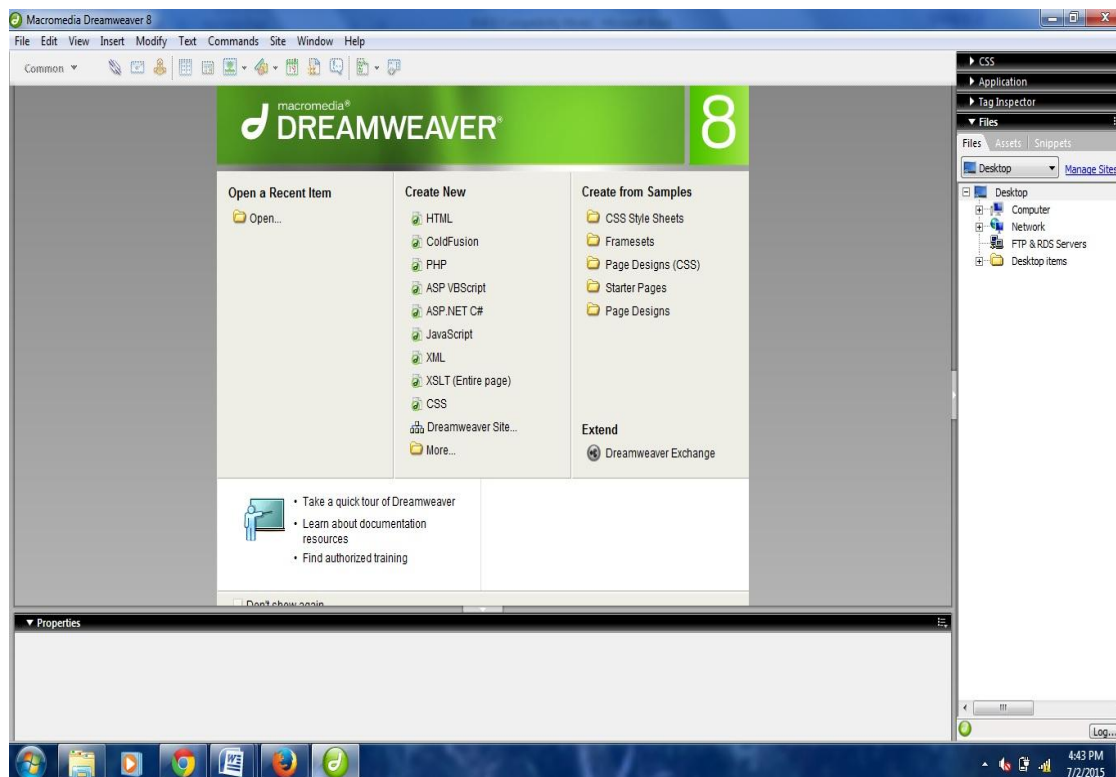 Macromedia Dreamweaver 8
File Edit View Insert Modify Text Commands Site Window Help
Common
macromedia®
DREAMWEAVER®
8
Open a Recent Item
Open...
Create New
HTML
ColdFusion
PHP
ASP VBScript
ASP.NET C#
JavaScript
XML
XSLT (Entire page)
CSS
Dreamweaver Site...
More...
Create from Samples
CSS Style Sheets
Framesets
Page Designs (CSS)
Starter Pages
Page Designs
Extend
Dreamweaver Exchange
• Take a quick tour of Dreamweaver
• Learn about documentation
resources
• Find authorized training
Don't show again
Properties
CSS
Application
Tag Inspector
Files
Files Assets Snippets
Desktop Manage Sites
Desktop
Computer
Network
FTP & RDS Servers
Desktop items
Log...
4:43 PM
7/2/2015